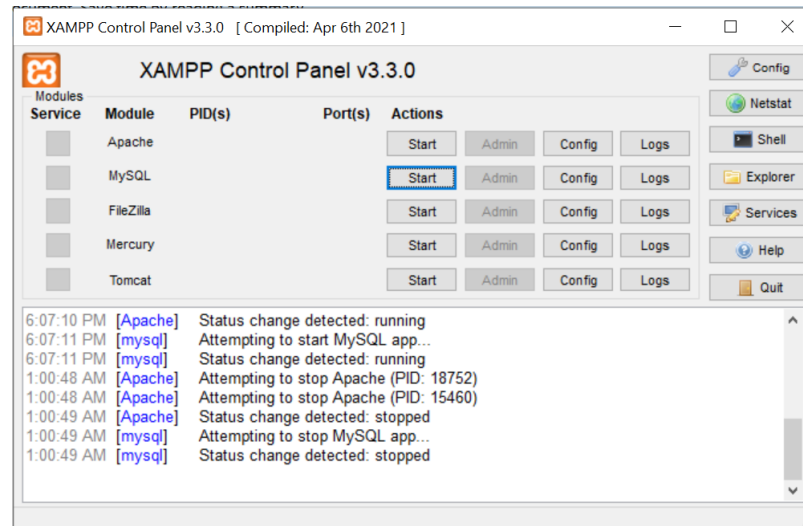 ocument. Save time by reading a summary
XAMPP Control Panel v3.3.0 [ Compiled: Apr 6th 2021 ]
XAMPP Control Panel v3.3.0
Config
Modules
Service Module PID(s) Port(s) Actions
Netstat
Apache Start Admin Config Logs
Shell
MySQL Start Admin Config Logs
Explorer
FileZilla Start Admin Config Logs
Services
Mercury Start Admin Config Logs
Help
Tomcat Start Admin Config Logs
Quit
6:07:10 PM [Apache] Status change detected: running
6:07:11 PM [mysql] Attempting to start MySQL app...
6:07:11 PM [mysql] Status change detected: running
1:00:48 AM [Apache] Attempting to stop Apache (PID: 18752)
1:00:48 AM [Apache] Attempting to stop Apache (PID: 15460)
1:00:49 AM [Apache] Status change detected: stopped
1:00:49 AM [mysql] Attempting to stop MySQL app...
1:00:49 AM [mysql] Status change detected: stopped